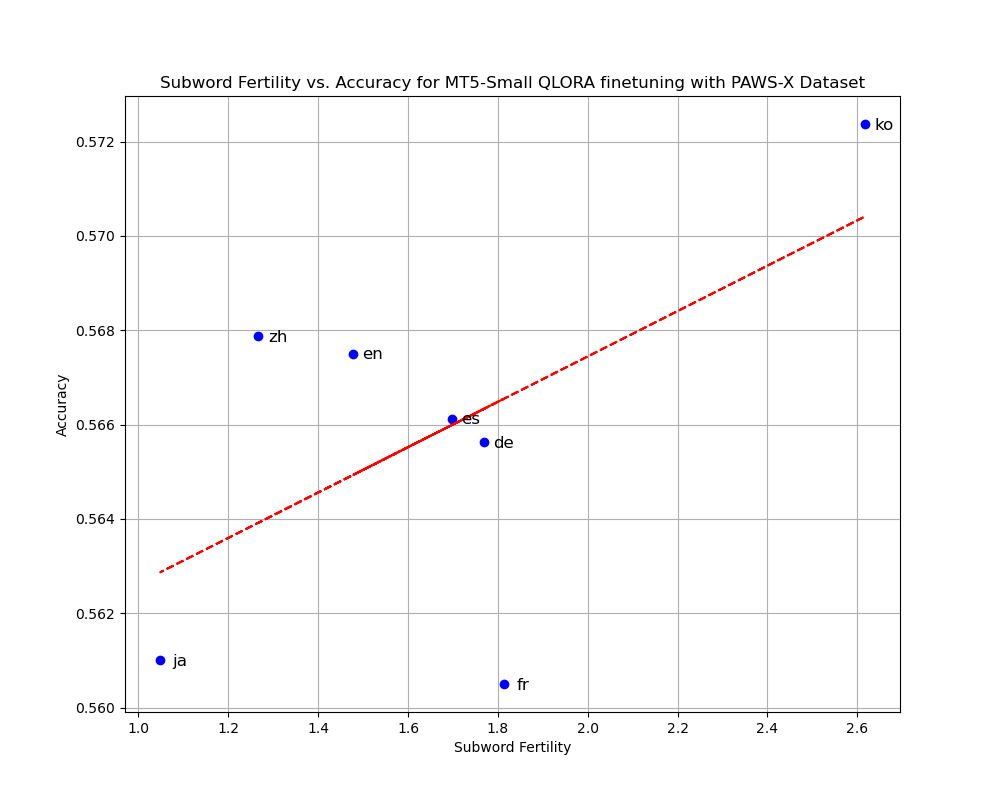 Subword Fertility vs. Accuracy for MT5-Small QLORA finetuning with PAWS-X Dataset
ko
0.572
0.570
0.568
zh
en
0.566
es
de
0.564
0.562
ja
fr
0.560
Accuracy
1.0 1.2 1.4 1.6 1.8 2.0 2.2 2.4 2.6
Subword Fertility